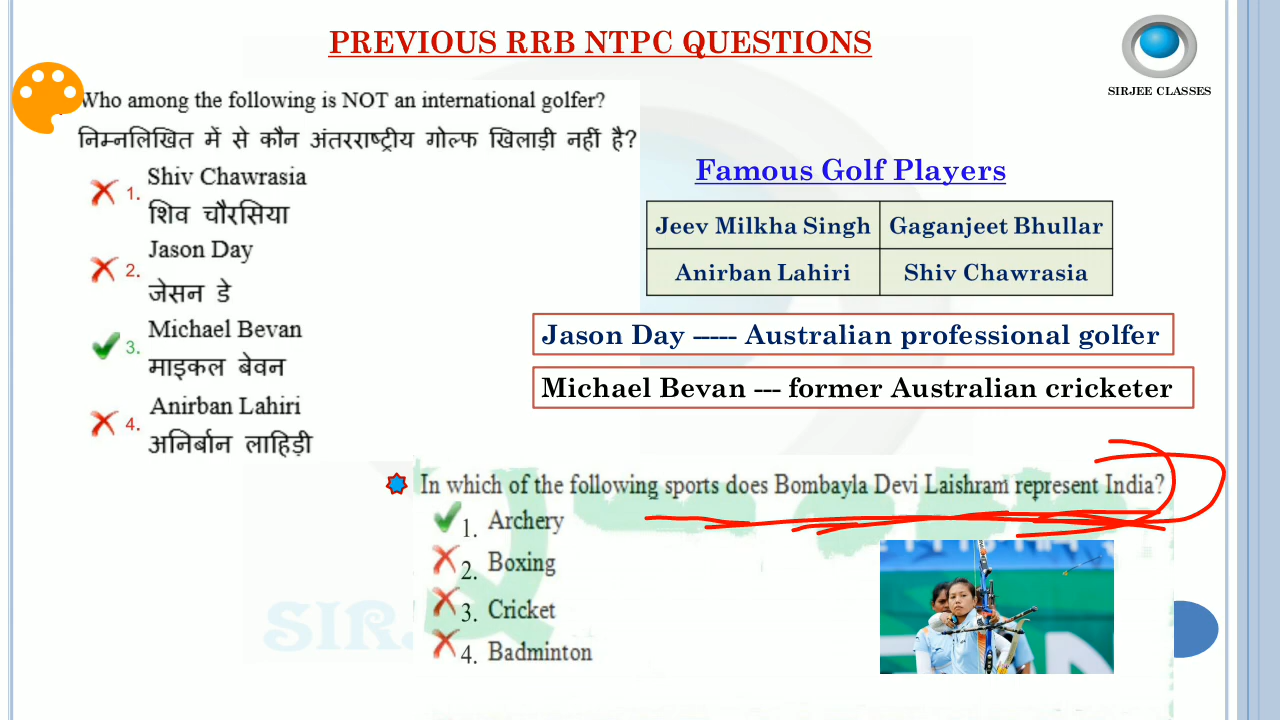 PREVIOUS RRB NTPC QUESTIONS
SIRJEE CLASSES
Who among the following is NOT an international golfer?
निम्नलिखित में से कौन अंतरराष्ट्रीय गोल्फ खिलाड़ी नहीं है?
1. Shiv Chawrasia
शिव चौरसिया
2. Jason Day
जेसन डे
3. Michael Bevan
माइकल बेवन
4. Anirban Lahiri
अनिर्बान लाहिड़ी
Famous Golf Players
Jeev Milkha Singh Gaganjeet Bhullar
Anirban Lahiri Shiv Chawrasia
Jason Day ----- Australian professional golfer
Michael Bevan --- former Australian cricketer
In which of the following sports does Bombayla Devi Laishram represent India?
1. Archery
2. Boxing
3. Cricket
4. Badminton